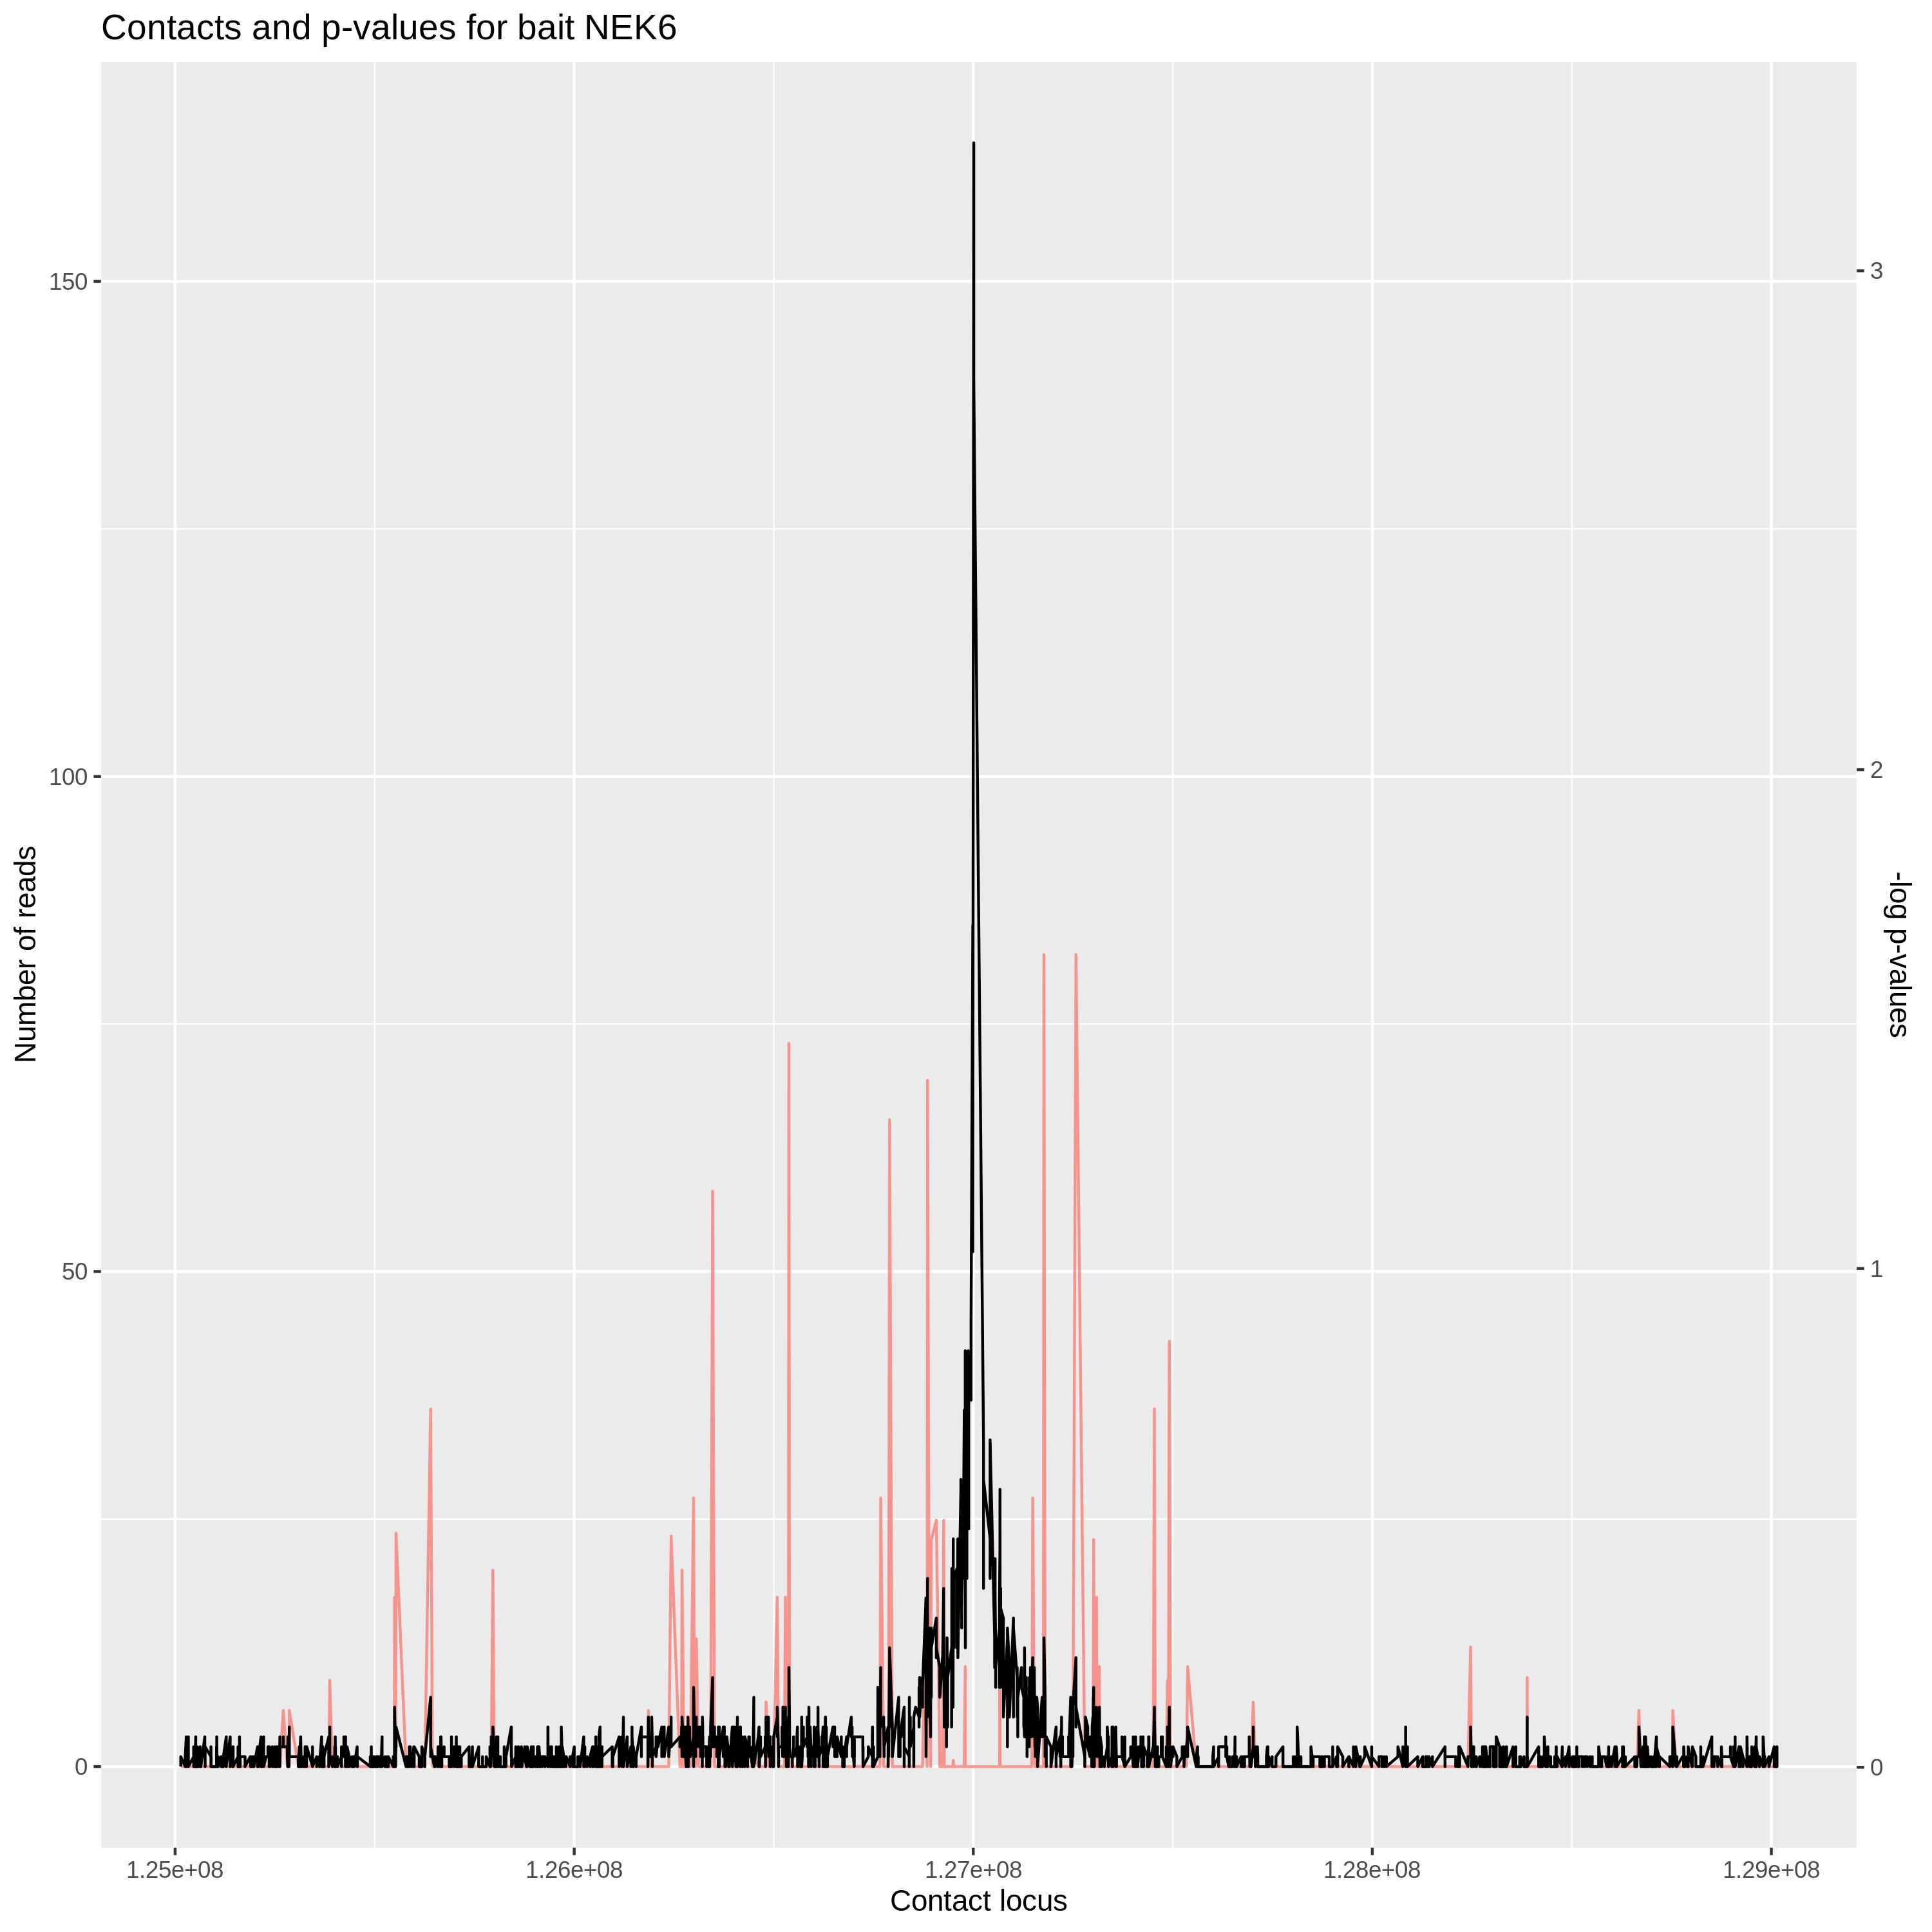 Contacts and p-values for bait NEK6
150
100
50
0
Number of reads
3
2
1
0
-log p-values
1.25e+08
1.26e+08
1.27e+08
1.28e+08
1.29e+08
Contact locus